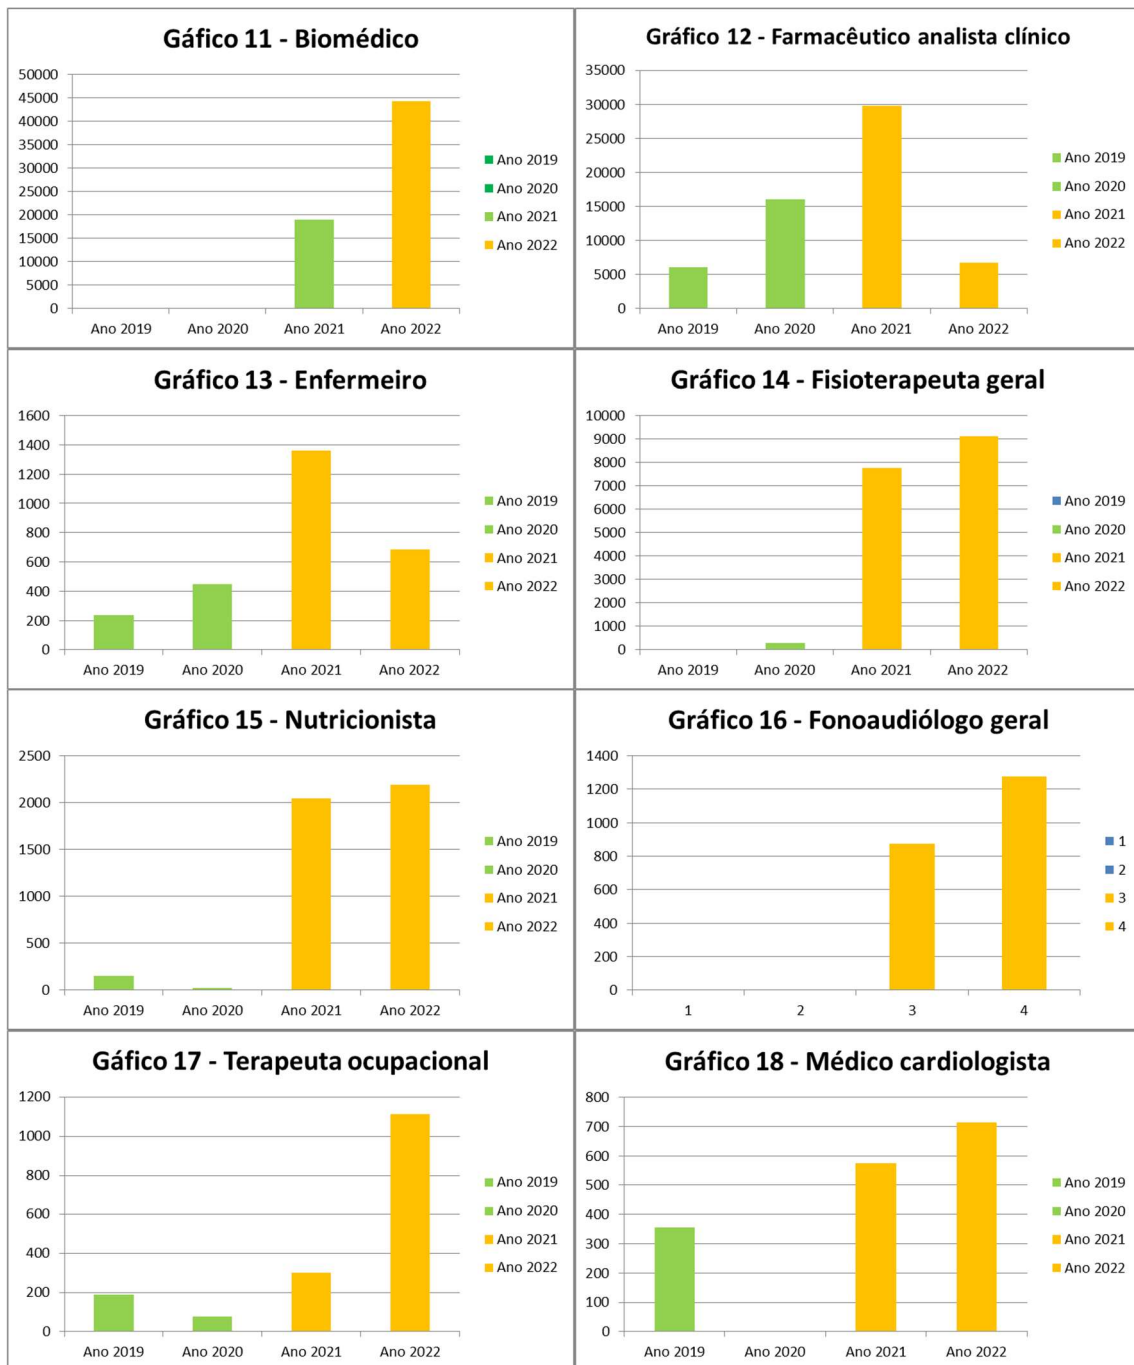 Gáfico 11 - Biomédico
50000
45000
40000
35000
30000
25000
20000
15000
10000
5000
0
Ano 2019 Ano 2020 Ano 2021 Ano 2022
Ano 2019
Ano 2020
Ano 2021
Ano 2022
Gráfico 12 - Farmacêutico analista clínico
35000
30000
25000
20000
15000
10000
5000
0
Ano 2019 Ano 2020 Ano 2021 Ano 2022
Ano 2019
Ano 2020
Ano 2021
Ano 2022
Gráfico 13 - Enfermeiro
1600
1400
1200
1000
800
600
400
200
0
Ano 2019 Ano 2020 Ano 2021 Ano 2022
Ano 2019
Ano 2020
Ano 2021
Ano 2022
Gráfico 14 - Fisioterapeuta geral
10000
9000
8000
7000
6000
5000
4000
3000
2000
1000
0
Ano 2019 Ano 2020 Ano 2021 Ano 2022
Ano 2019
Ano 2020
Ano 2021
Ano 2022
Gráfico 15 - Nutricionista
2500
2000
1500
1000
500
0
Ano 2019 Ano 2020 Ano 2021 Ano 2022
Ano 2019
Ano 2020
Ano 2021
Ano 2022
Gráfico 16 - Fonoaudiólogo geral
1400
1200
1000
800
600
400
200
0
1 2 3 4
1
2
3
4
Gáfico 17 - Terapeuta ocupacional
1200
1000
800
600
400
200
0
Ano 2019 Ano 2020 Ano 2021 Ano 2022
Ano 2019
Ano 2020
Ano 2021
Ano 2022
Gráfico 18 - Médico cardiologista
800
700
600
500
400
300
200
100
0
Ano 2019 Ano 2020 Ano 2021 Ano 2022
Ano 2019
Ano 2020
Ano 2021
Ano 2022